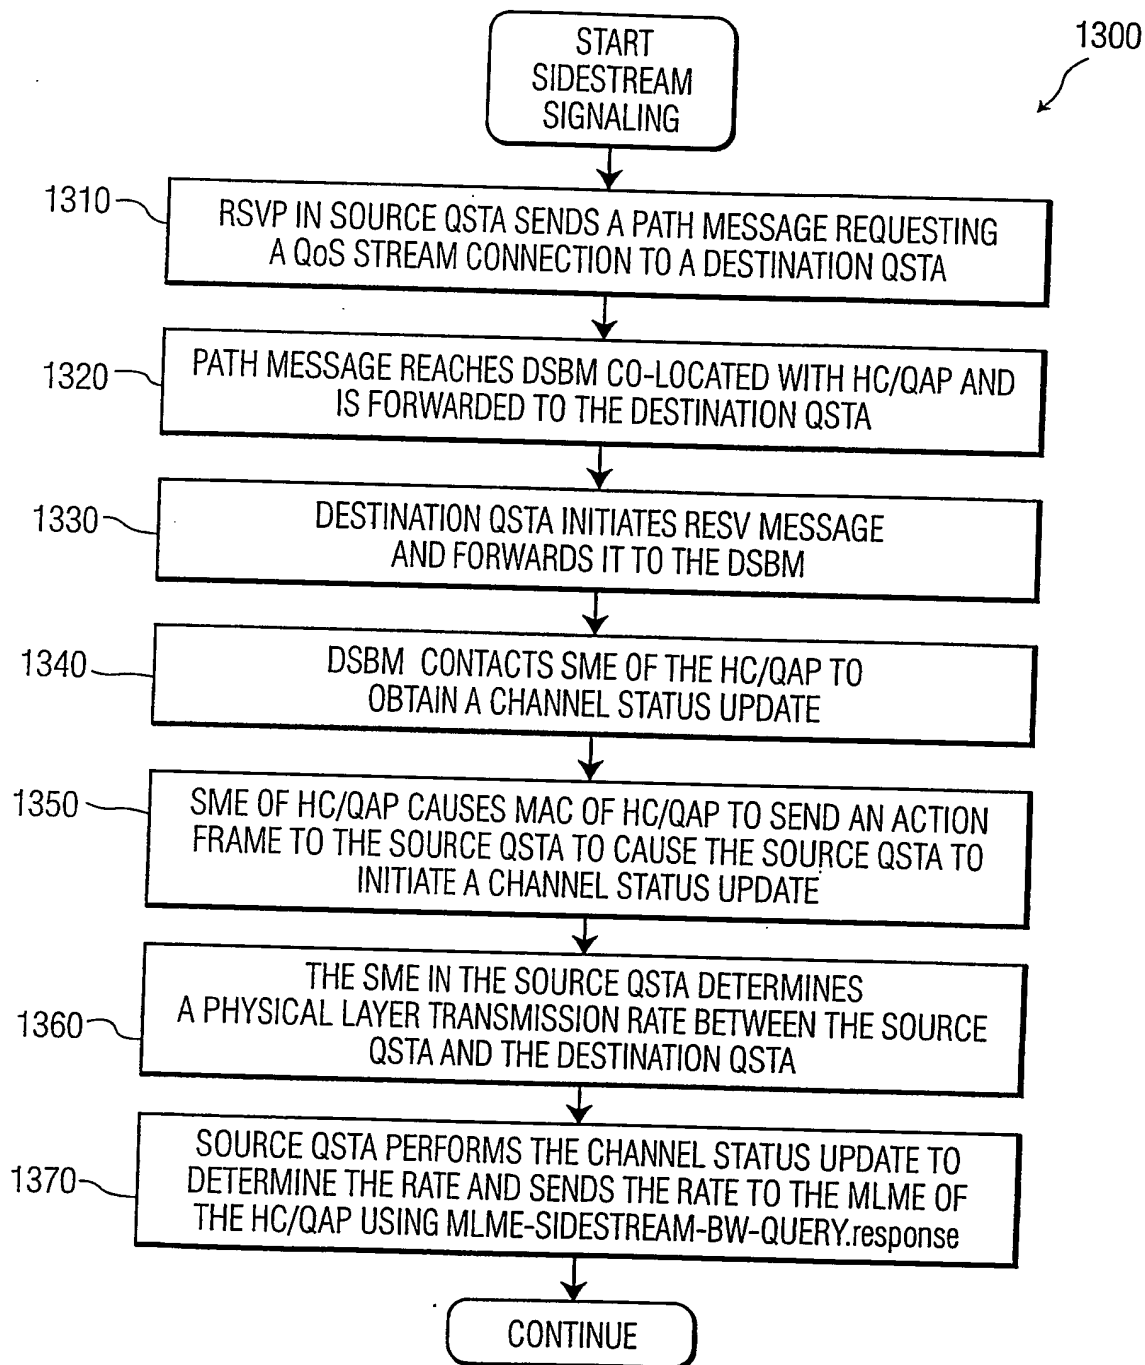 START
SIDESTREAM
SIGNALING
1300
1310
RSVP IN SOURCE QSTA SENDS A PATH MESSAGE REQUESTING
A QoS STREAM CONNECTION TO A DESTINATION QSTA
1320
PATH MESSAGE REACHES DSBM CO-LOCATED WITH HC/QAP AND
IS FORWARDED TO THE DESTINATION QSTA
1330
DESTINATION QSTA INITIATES RESV MESSAGE
AND FORWARDS IT TO THE DSBM
1340
DSBM CONTACTS SME OF THE HC/QAP TO
OBTAIN A CHANNEL STATUS UPDATE
1350
SME OF HC/QAP CAUSES MAC OF HC/QAP TO SEND AN ACTION
FRAME TO THE SOURCE QSTA TO CAUSE THE SOURCE QSTA TO
INITIATE A CHANNEL STATUS UPDATE
1360
THE SME IN THE SOURCE QSTA DETERMINES
A PHYSICAL LAYER TRANSMISSION RATE BETWEEN THE SOURCE
QSTA AND THE DESTINATION QSTA
1370
SOURCE QSTA PERFORMS THE CHANNEL STATUS UPDATE TO
DETERMINE THE RATE AND SENDS THE RATE TO THE MLME OF
THE HC/QAP USING MLME-SIDESTREAM-BW-QUERY.response
CONTINUE